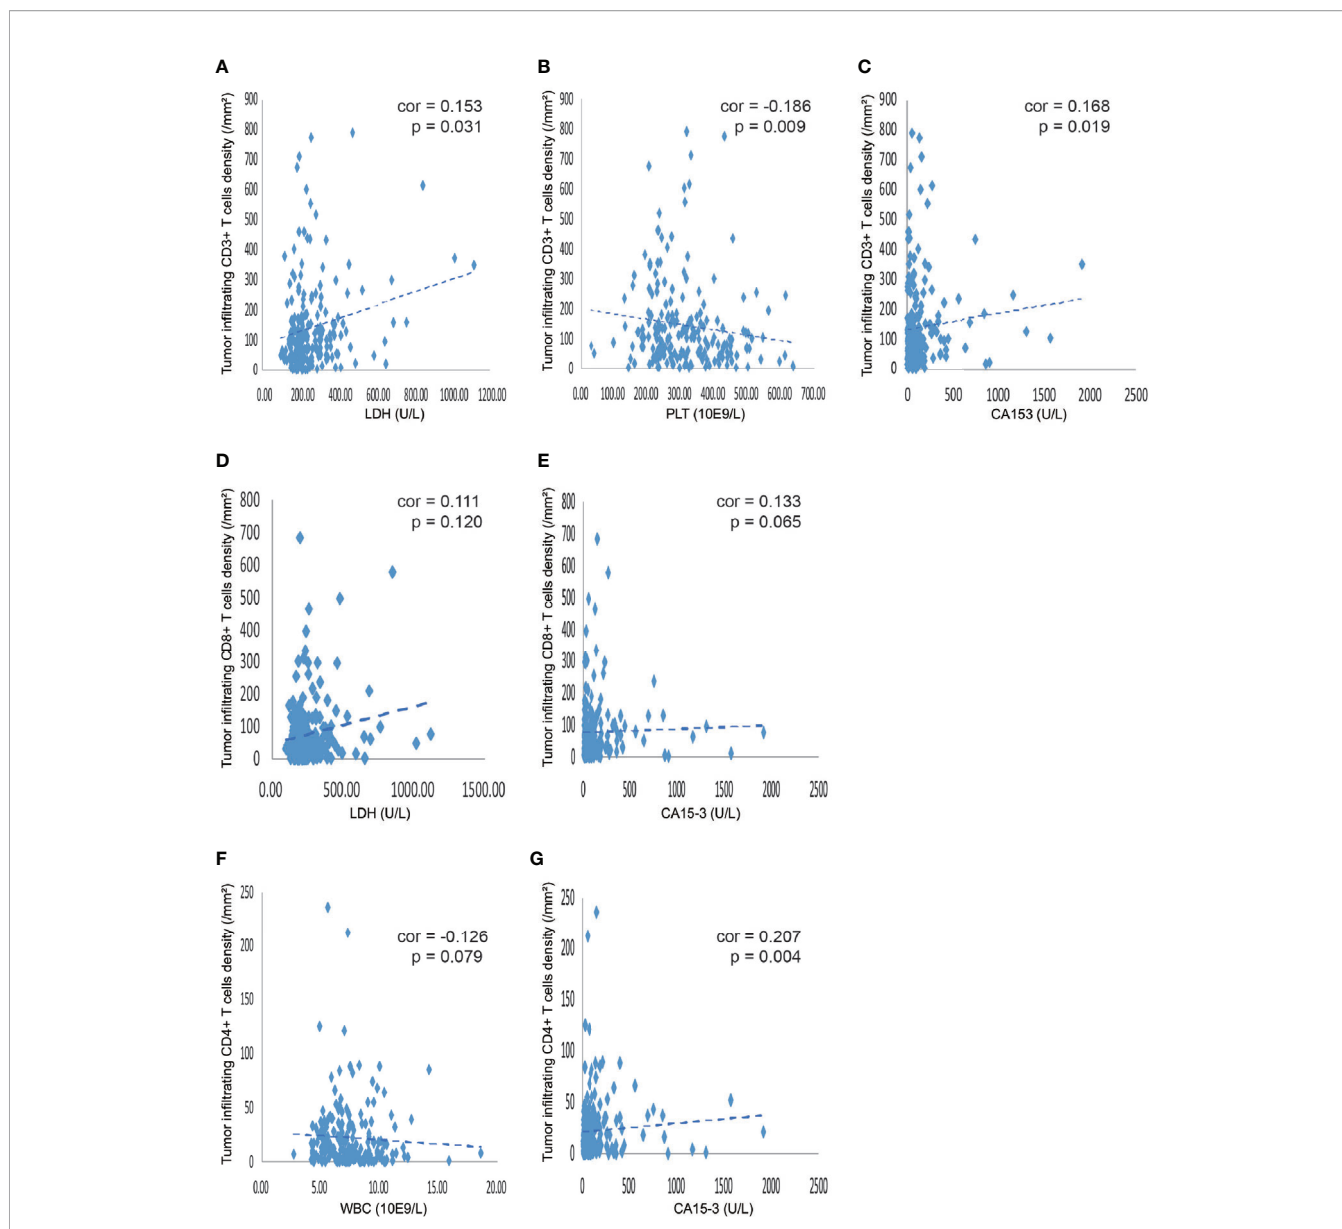 A
cor = 0.153
p = 0.031
Tumor infiltrating CD3+ T cells density (/mm²)
900
800
700
600
500
400
300
200
100
0
0.00 200.00 400.00 600.00 800.00 1000.00 1200.00
LDH (U/L)
B
cor = -0.186
p = 0.009
Tumor infiltrating CD3+ T cells density (/mm²)
900
800
700
600
500
400
300
200
100
0
0.00 100.00 200.00 300.00 400.00 500.00 600.00 700.00
PLT (10E9/L)
C
cor = 0.168
p = 0.019
Tumor infiltrating CD3+ T cells density (/mm²)
900
800
700
600
500
400
300
200
100
0
0 500 1000 1500 2000 2500
CA153 (U/L)
D
cor = 0.111
p = 0.120
Tumor infiltrating CD8+ T cells density (/mm²)
800
700
600
500
400
300
200
100
0
0.00 500.00 1000.00 1500.00
LDH (U/L)
E
cor = 0.133
p = 0.065
Tumor infiltrating CD8+ T cells density (/mm²)
800
700
600
500
400
300
200
100
0
0 500 1000 1500 2000 2500
CA15-3 (U/L)
F
cor = -0.126
p = 0.079
Tumor infiltrating CD4+ T cells density (/mm²)
250
200
150
100
50
0
0.00 5.00 10.00 15.00 20.00
WBC (10E9/L)
G
cor = 0.207
p = 0.004
Tumor infiltrating CD4+ T cells density (/mm²)
250
200
150
100
50
0
0 500 1000 1500 2000 2500
CA15-3 (U/L)